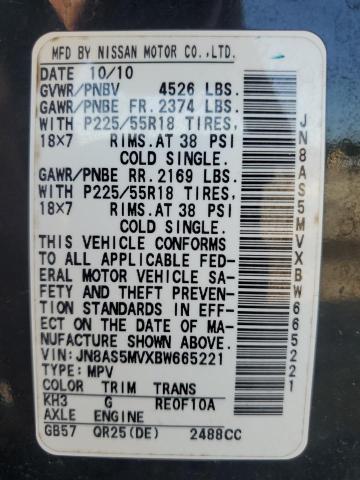 MFD BY NISSAN MOTOR CO.,LTD.
DATE 10/10
GVWR/PNBV 4526 LBS.
GAWR/PNBE FR. 2374 LBS.
WITH P225/55R18 TIRES,
18X7 RIMS.AT 38 PSI
COLD SINGLE.
GAWR/PNBE RR. 2169 LBS.
WITH P225/55R18 TIRES,
18X7 RIMS.AT 38 PSI
COLD SINGLE.
THIS VEHICLE CONFORMS
TO ALL APPLICABLE FED-
ERAL MOTOR VEHICLE SA-
FETY AND THEFT PREVEN-
TION STANDARDS IN EFF-
ECT ON THE DATE OF MA-
NUFACTURE SHOWN ABOVE.
VIN:JN8AS5MVXBW665221
TYPE: MPV
COLOR TRIM TRANS
KH3 G RE0F10A
AXLE ENGINE
GB57 QR25(DE) 2488CC
JN8AS5MVXBW665221